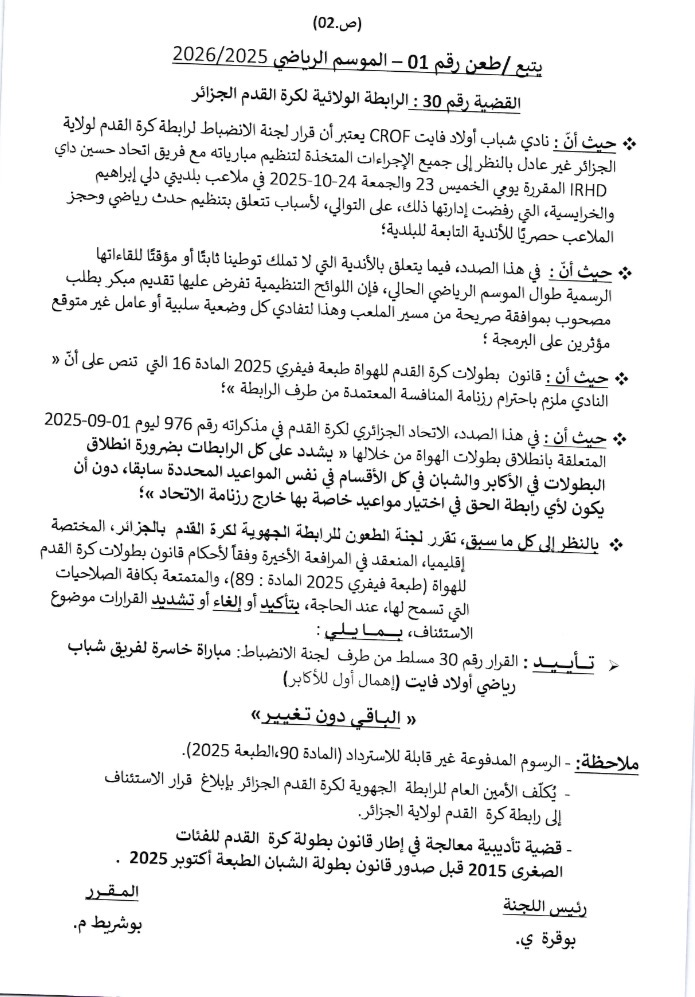 (ص.02)
يتبع /طعن رقم 01 – الموسم الرياضي 2026/2025
القضية رقم 30 : الرابطة الولائية لكرة القدم الجزائر
❖ حيث أنّ : نادي شباب أولاد فايت CROF يعتبر أن قرار لجنة الانضباط لرابطة كرة القدم لولاية
الجزائر غير عادل بالنظر إلى جميع الإجراءات المتخذة لتنظيم مبارياته مع فريق اتحاد حسين داي
IRHD المقررة يومي الخميس 23 والجمعة 24-10-2025 في ملاعب بلديتي دلي إبراهيم
والخرايسية، التي رفضت إدارتها ذلك، على التوالي، لأسباب تتعلق بتنظيم حدث رياضي وحجز
الملاعب حصريًا للأندية التابعة للبلدية؛
❖ حيث أنّ : في هذا الصدد، فيما يتعلق بالأندية التي لا تملك توطينا ثابتًا أو مؤقتًا للقاءاتها
الرسمية طوال الموسم الرياضي الحالي، فإن اللوائح التنظيمية تفرض عليها تقديم مبكر بطلب
مصحوب بموافقة صريحة من مسير الملعب وهذا لتفادي كل وضعية سلبية أو عامل غير متوقع
مؤثرين على البرمجة ؛
❖ حيث أن : قانون بطولات كرة القدم للهواة طبعة فيفري 2025 المادة 16 التي تنص على أنّ «
النادي ملزم باحترام رزنامة المنافسة المعتمدة من طرف الرابطة »؛
❖ حيث أن : في هذا الصدد، الاتحاد الجزائري لكرة القدم في مذكراته رقم 976 ليوم 01-09-2025
المتعلقة بانطلاق بطولات الهواة من خلالها « يشدد على كل الرابطات بضرورة انطلاق
البطولات في الأكابر والشبان في كل الأقسام في نفس المواعيد المحددة سابقا، دون أن
يكون لأي رابطة الحق في اختيار مواعيد خاصة بها خارج رزنامة الاتحاد »؛
❖ بالنظر إلى كل ما سبق، تقرر لجنة الطعون للرابطة الجهوية لكرة القدم بالجزائر، المختصة
إقليميا، المنعقد في المرافعة الأخيرة وفقاً لأحكام قانون بطولات كرة القدم
للهواة (طبعة فيفري 2025 المادة : 89)، والمتمتعة بكافة الصلاحيات
التي تسمح لها، عند الحاجة، بتأكيد أو إلغاء أو تشديد القرارات موضوع
الاستئناف، بـمـا يـلـي :
➢ تـأيـيـد : القرار رقم 30 مسلط من طرف لجنة الانضباط: مباراة خاسرة لفريق شباب
رياضي أولاد فايت (إهمال أول للأكابر)
« الباقي دون تغيير»
ملاحظة: - الرسوم المدفوعة غير قابلة للاسترداد (المادة 90،الطبعة 2025).
- يُكلّف الأمين العام للرابطة الجهوية لكرة القدم الجزائر بإبلاغ قرار الاستئناف
إلى رابطة كرة القدم لولاية الجزائر.
- قضية تأديبية معالجة في إطار قانون بطولة كرة القدم للفئات
الصغرى 2015 قبل صدور قانون بطولة الشبان الطبعة أكتوبر 2025 .
رئيس اللجنة
المـقـرر
بوقرة ي.
بوشريط م.